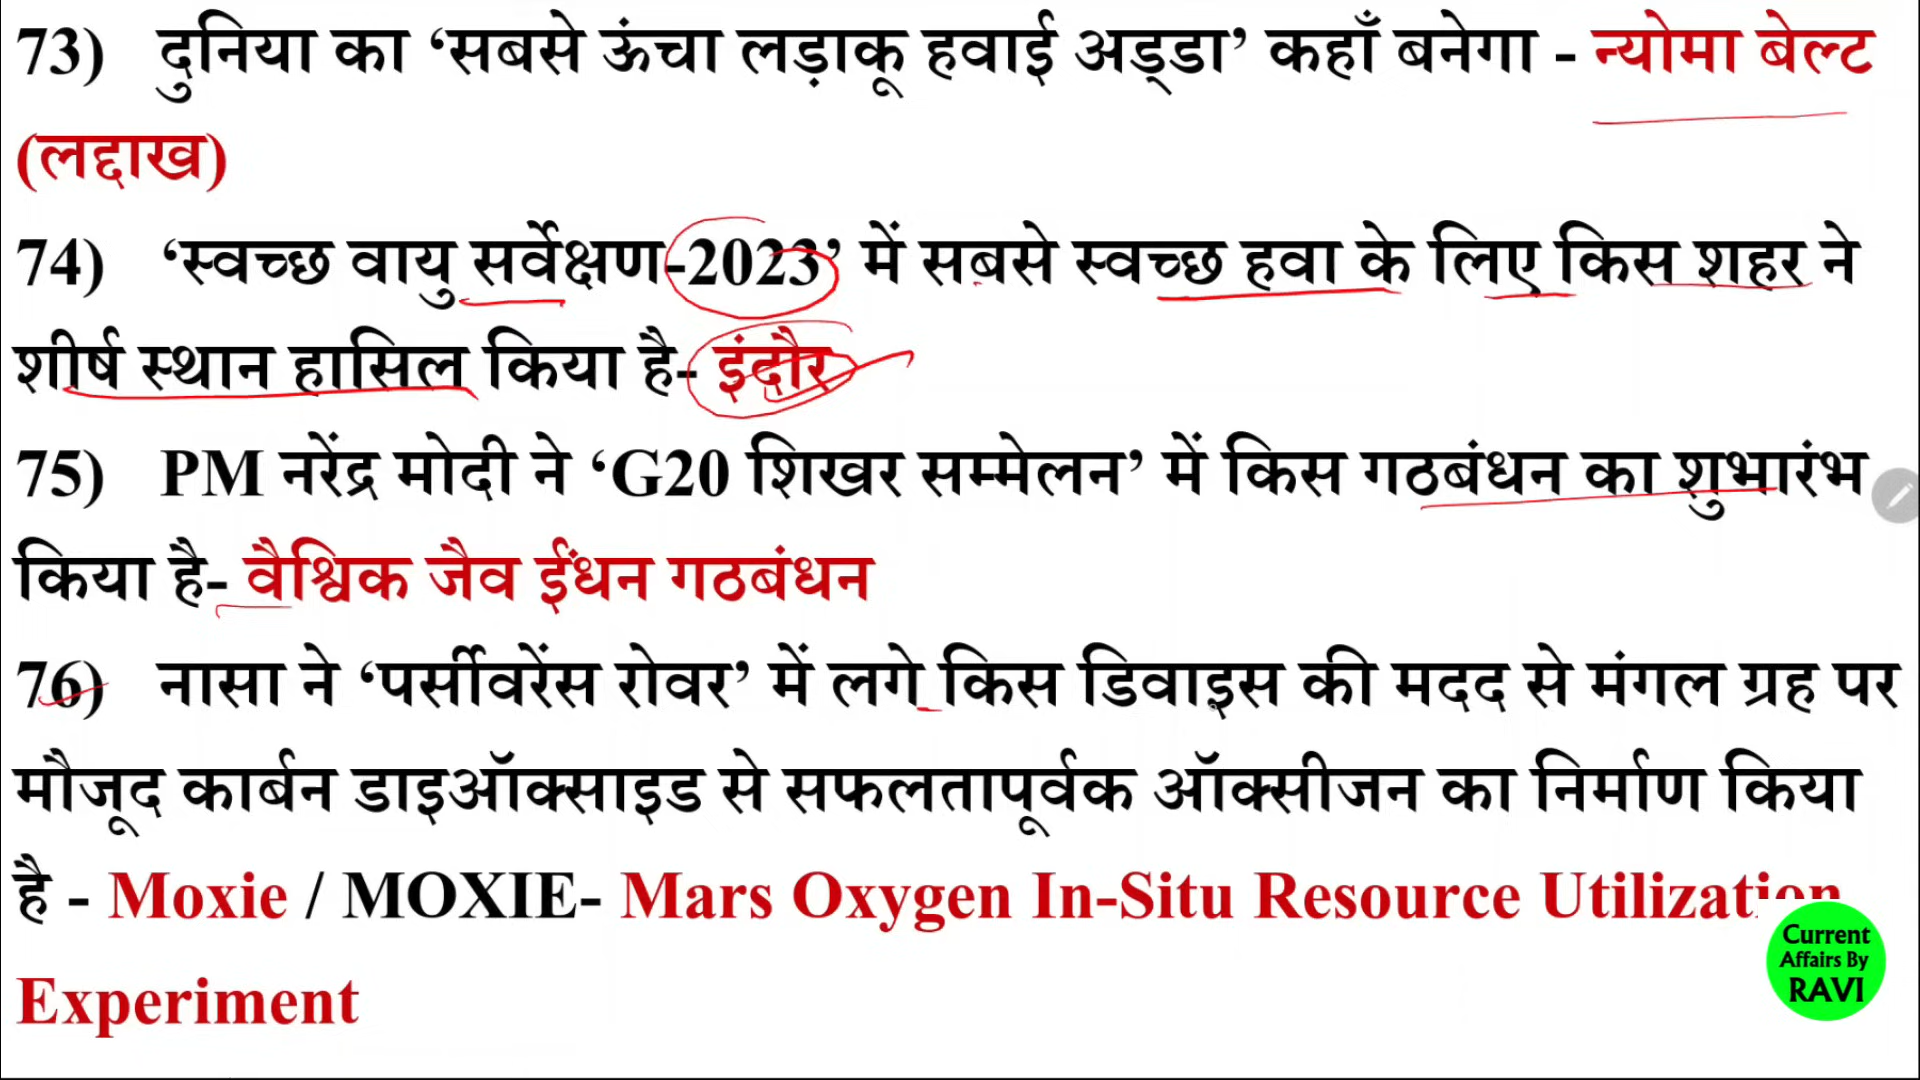 73) दुनिया का ‘सबसे ऊंचा लड़ाकू हवाई अड्डा’ कहाँ बनेगा - न्योमा बेल्ट
(लद्दाख)
74) ‘स्वच्छ वायु सर्वेक्षण-2023’ में सबसे स्वच्छ हवा के लिए किस शहर ने
शीर्ष स्थान हासिल किया है- इंदौर
75) PM नरेंद्र मोदी ने ‘G20 शिखर सम्मेलन’ में किस गठबंधन का शुभारंभ
किया है- वैश्विक जैव ईंधन गठबंधन
76) नासा ने ‘पर्सीवरेंस रोवर’ में लगे किस डिवाइस की मदद से मंगल ग्रह पर
मौजूद कार्बन डाइऑक्साइड से सफलतापूर्वक ऑक्सीजन का निर्माण किया
है - Moxie / MOXIE- Mars Oxygen In-Situ Resource Utilization
Experiment
Current
Affairs By
RAVI